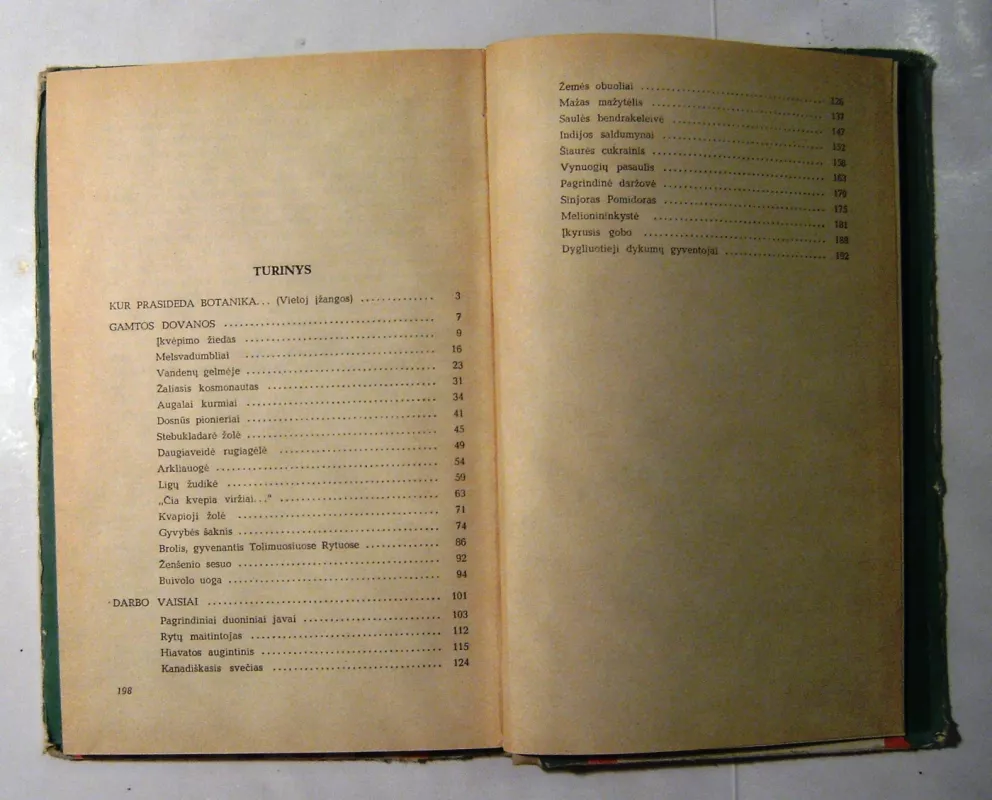 TURINYS
KUR PRASIDEDA BOTANIKA... (Vietoj įžangos) 3
GAMTOS DOVANOS 7
Įkvėpimo žiedas 9
Melsvadumbliai 16
Vandenų gelmėje 23
Žaliasis kosmonautas 31
Augalai kurmiai 34
Dosnūs pionieriai 41
Stebukladarė žolė 45
Daugiaveidė rugiagėlė 49
Arkliauogė 54
Ligų žudikė 59
„Čia kvepia viržiai..." 63
Kvapioji žolė 71
Gyvybės šaknis 74
Brolis, gyvenantis Tolimuosiuose Rytuose 86
Ženšenio sesuo 92
Buivolo uoga 94
DARBO VAISIAI 101
Pagrindiniai duoniniai javai 103
Rytų maitintojas 112
Hiavatos augintinis 115
Kanadiškasis svečias 124
198
Žemės obuoliai 126
Mažas mažytėlis 131
Saulės bendrakeleivė 147
Indijos saldumynai 152
Šiaurės cukrainis 158
Vynuogių pasaulis 163
Pagrindinė daržovė 170
Sinjoras Pomidoras 175
Melionininkystė 181
Įkyrusis gobo 188
Dygliuotieji dykumų gyventojai 192